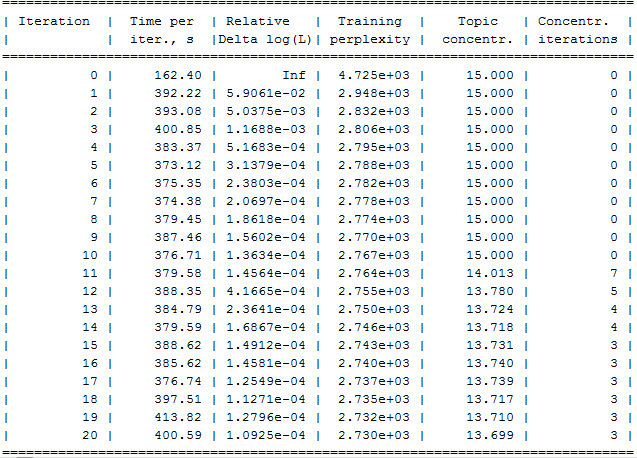 =====================================================================================
| Iteration  |  Time per  |  Relative  |  Training  |    Topic    | Concentr.  |
|            |  iter., s  |Delta log(L)| perplexity |   concentr. | iterations |
=====================================================================================
|          0 |     162.40 |        Inf |  4.725e+03 |      15.000 |          0 |
|          1 |     392.22 | 5.9061e-02 |  2.948e+03 |      15.000 |          0 |
|          2 |     393.08 | 5.0375e-03 |  2.832e+03 |      15.000 |          0 |
|          3 |     400.85 | 1.1688e-03 |  2.806e+03 |      15.000 |          0 |
|          4 |     383.37 | 5.1683e-04 |  2.795e+03 |      15.000 |          0 |
|          5 |     373.12 | 3.1379e-04 |  2.788e+03 |      15.000 |          0 |
|          6 |     375.35 | 2.3803e-04 |  2.782e+03 |      15.000 |          0 |
|          7 |     374.38 | 2.0697e-04 |  2.778e+03 |      15.000 |          0 |
|          8 |     379.45 | 1.8618e-04 |  2.774e+03 |      15.000 |          0 |
|          9 |     387.46 | 1.5602e-04 |  2.770e+03 |      15.000 |          0 |
|         10 |     376.71 | 1.3634e-04 |  2.767e+03 |      15.000 |          0 |
|         11 |     379.58 | 1.4564e-04 |  2.764e+03 |      14.013 |          7 |
|         12 |     388.35 | 4.1665e-04 |  2.755e+03 |      13.780 |          5 |
|         13 |     384.79 | 2.3641e-04 |  2.750e+03 |      13.724 |          4 |
|         14 |     379.59 | 1.6867e-04 |  2.746e+03 |      13.718 |          4 |
|         15 |     388.62 | 1.4912e-04 |  2.743e+03 |      13.731 |          3 |
|         16 |     385.62 | 1.4581e-04 |  2.740e+03 |      13.740 |          3 |
|         17 |     376.74 | 1.2549e-04 |  2.737e+03 |      13.739 |          3 |
|         18 |     397.51 | 1.1271e-04 |  2.735e+03 |      13.717 |          3 |
|         19 |     413.82 | 1.2796e-04 |  2.732e+03 |      13.710 |          3 |
|         20 |     400.59 | 1.0925e-04 |  2.730e+03 |      13.699 |          3 |
=====================================================================================